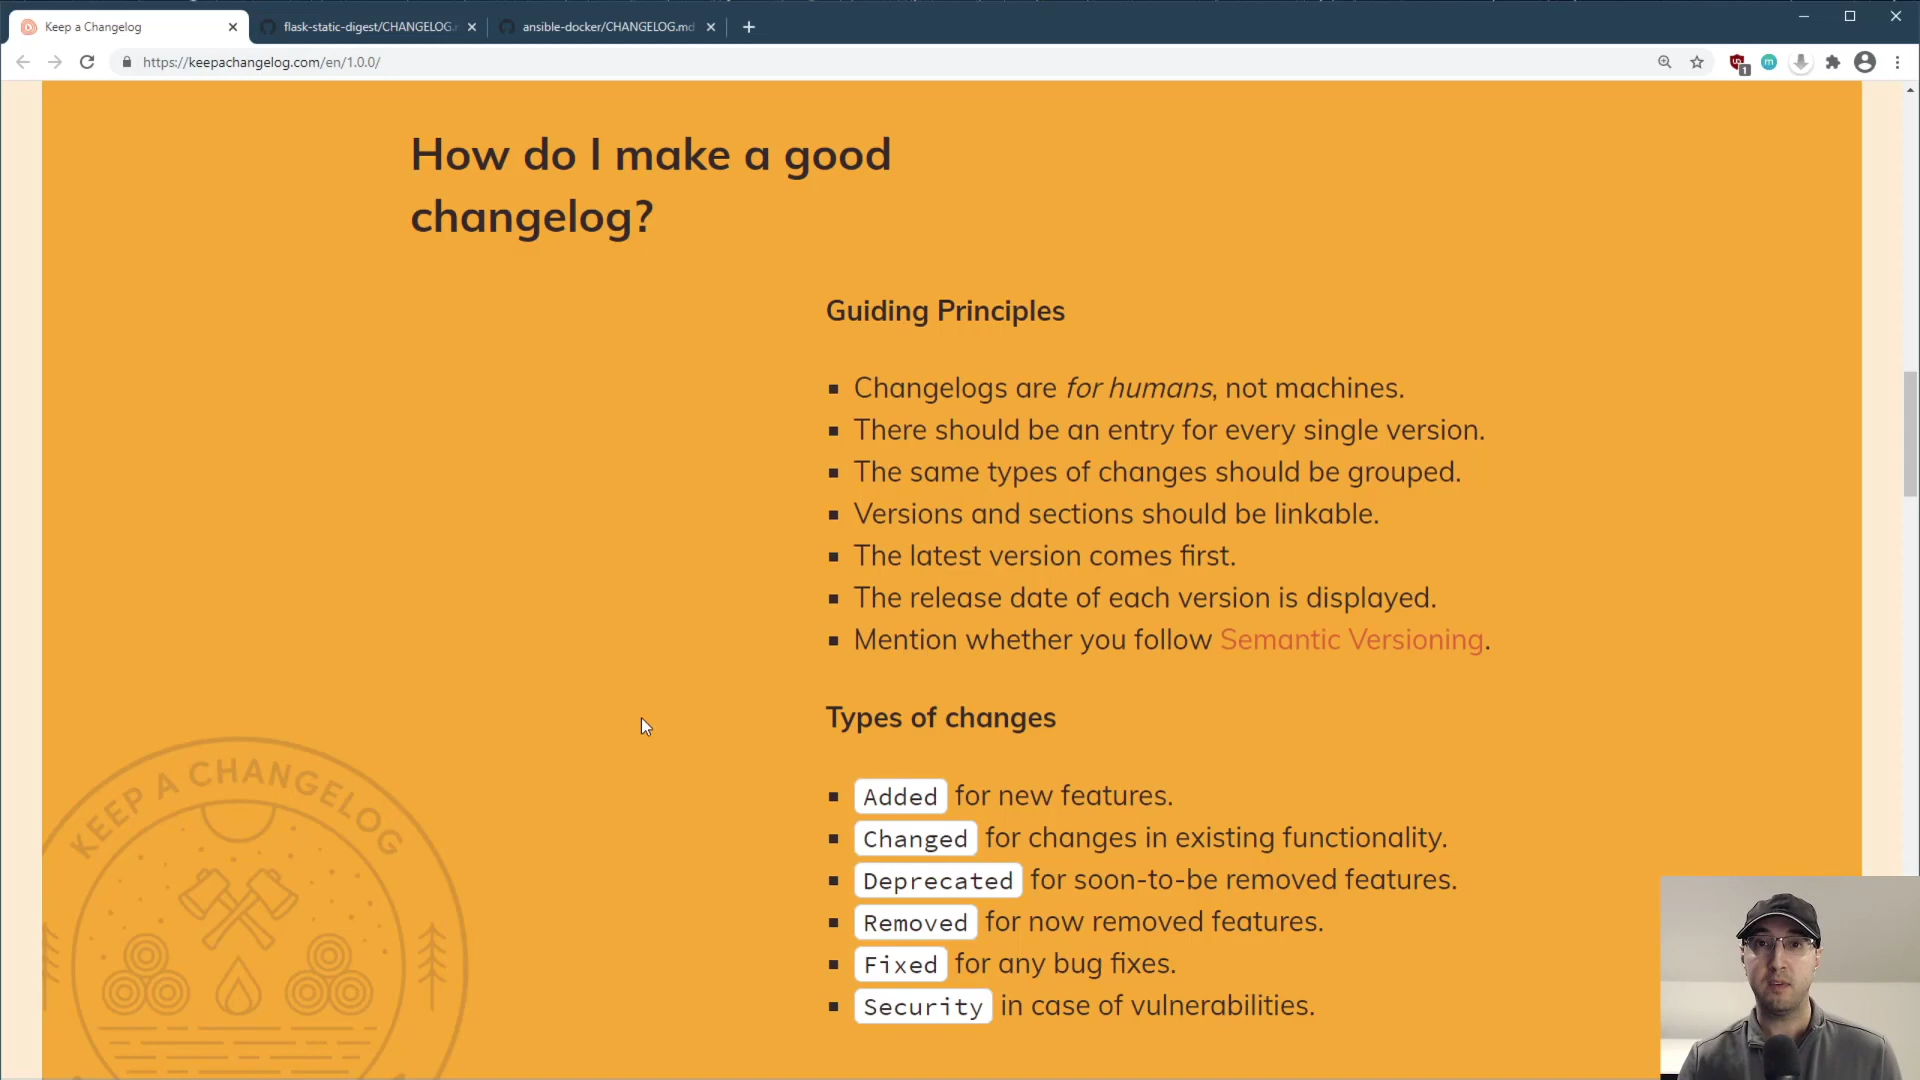 Keep a Changelog
flask-static-digest/CHANGELOG.
ansible-docker/CHANGELOG.md
https://keepachangelog.com/en/1.0.0/
1
m
How do I make a good
changelog?
Guiding Principles
Changelogs are for humans, not machines.
There should be an entry for every single version.
The same types of changes should be grouped.
Versions and sections should be linkable.
The latest version comes first.
The release date of each version is displayed.
Mention whether you follow Semantic Versioning.
Types of changes
Added for new features.
Changed for changes in existing functionality.
Deprecated for soon-to-be removed features.
Removed for now removed features.
Fixed for any bug fixes.
Security in case of vulnerabilities.
KEEP A CHANGELOG